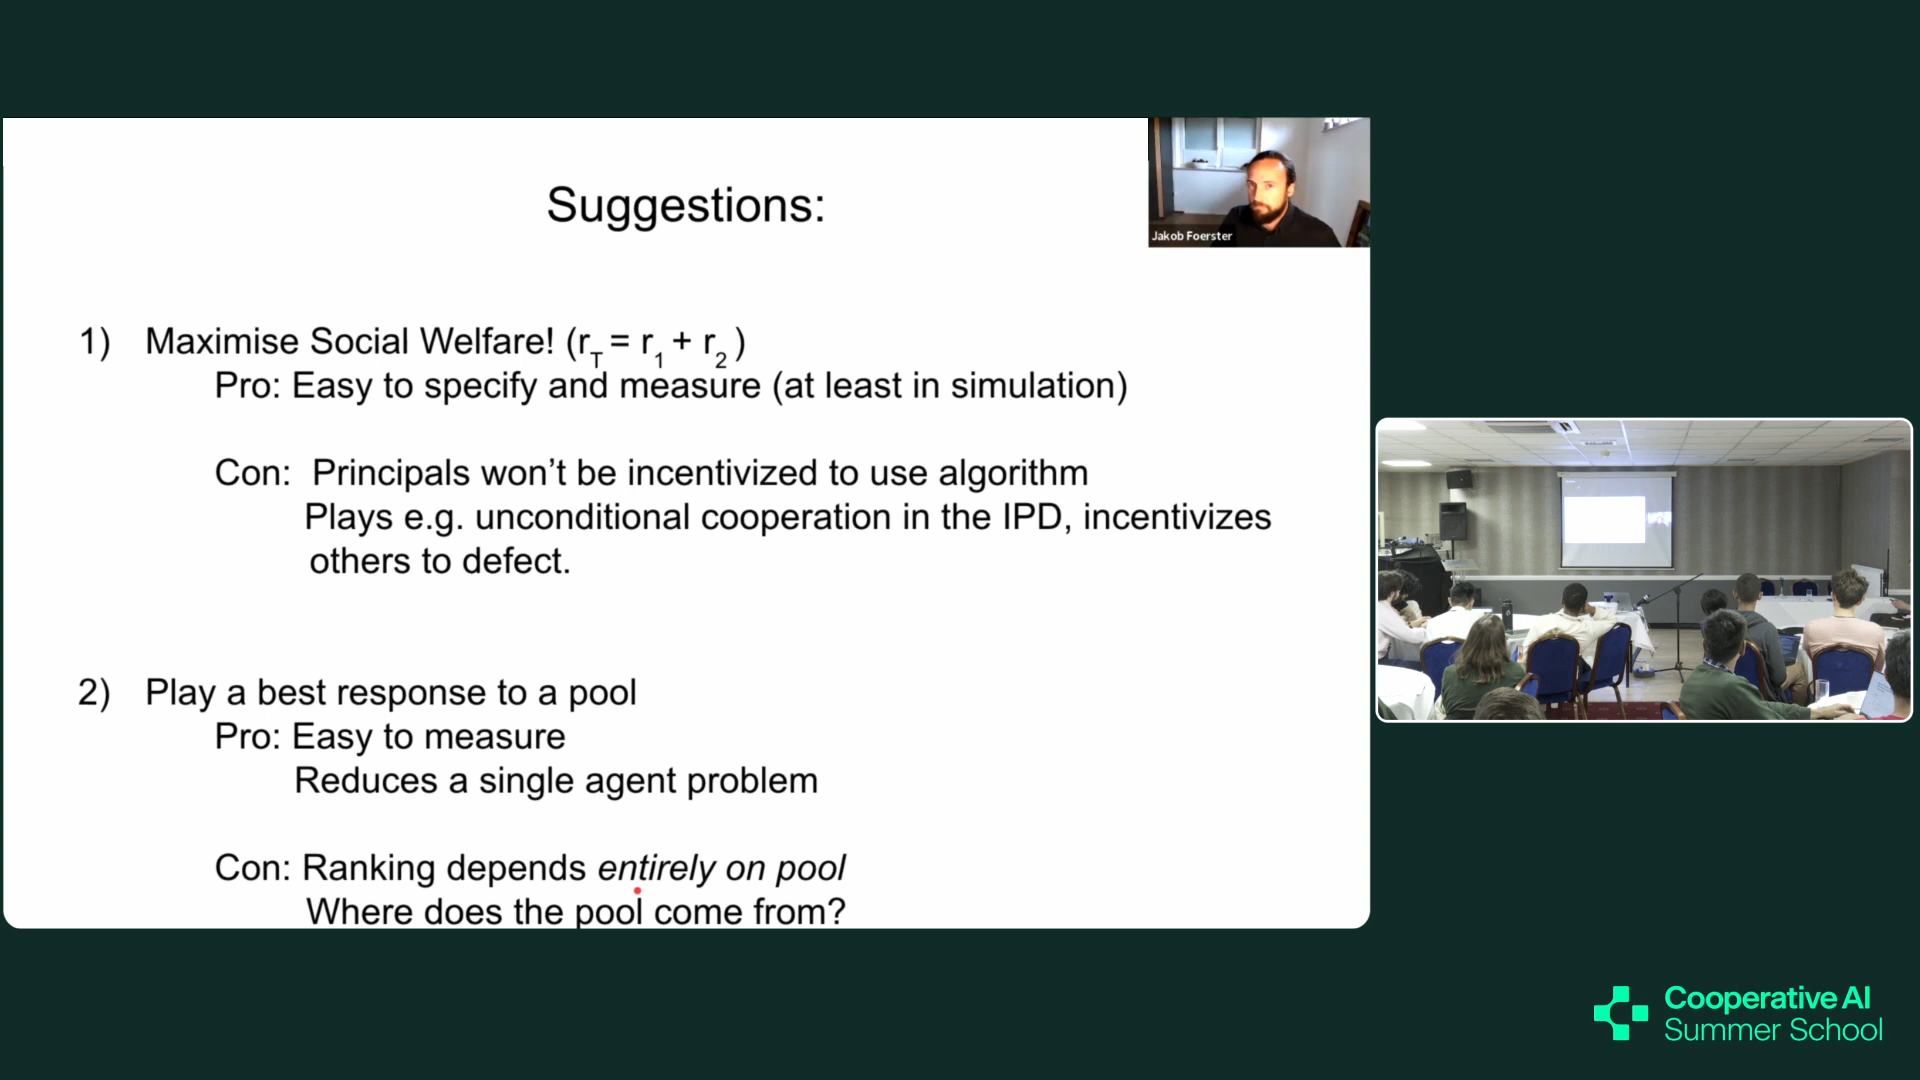 Suggestions:
Jakob Foerster
1) Maximise Social Welfare! (r_T = r_1 + r_2 )
Pro: Easy to specify and measure (at least in simulation)
Con: Principals won't be incentivized to use algorithm
Plays e.g. unconditional cooperation in the IPD, incentivizes
others to defect.
2) Play a best response to a pool
Pro: Easy to measure
Reduces a single agent problem
Con: Ranking depends entirely on pool
Where does the pool come from?
Cooperative AI
Summer School